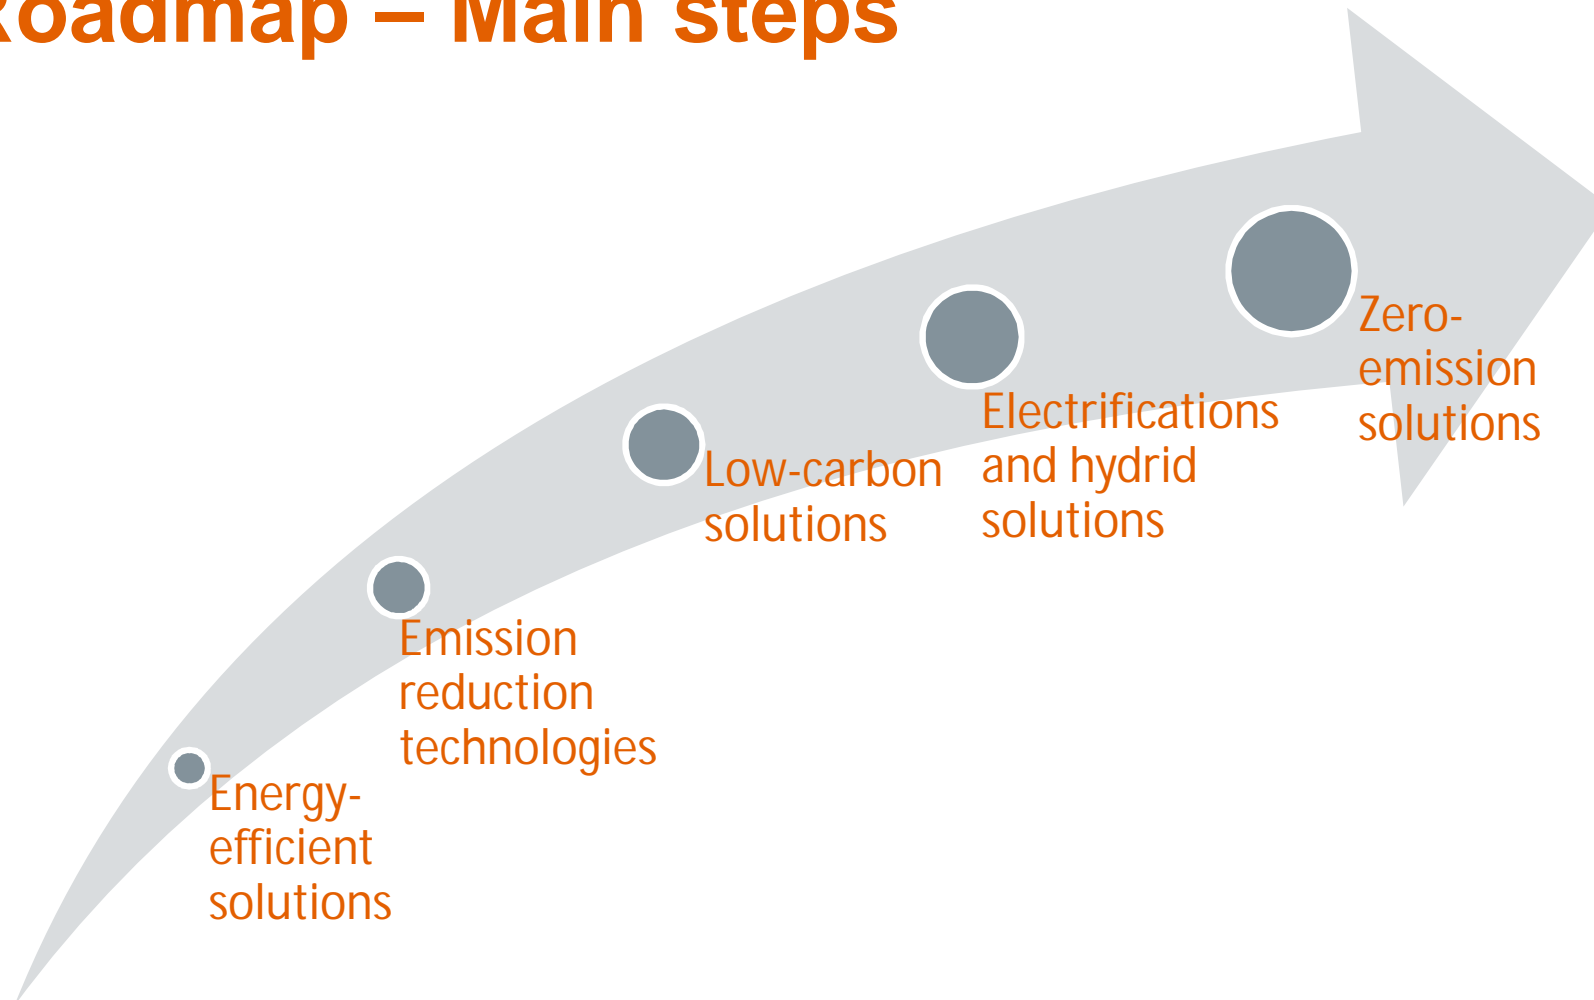 Roadmap – Main steps
Zero-
emission
solutions
Electrifications
and hydrid
solutions
Low-carbon
solutions
Emission
reduction
technologies
Energy-
efficient
solutions